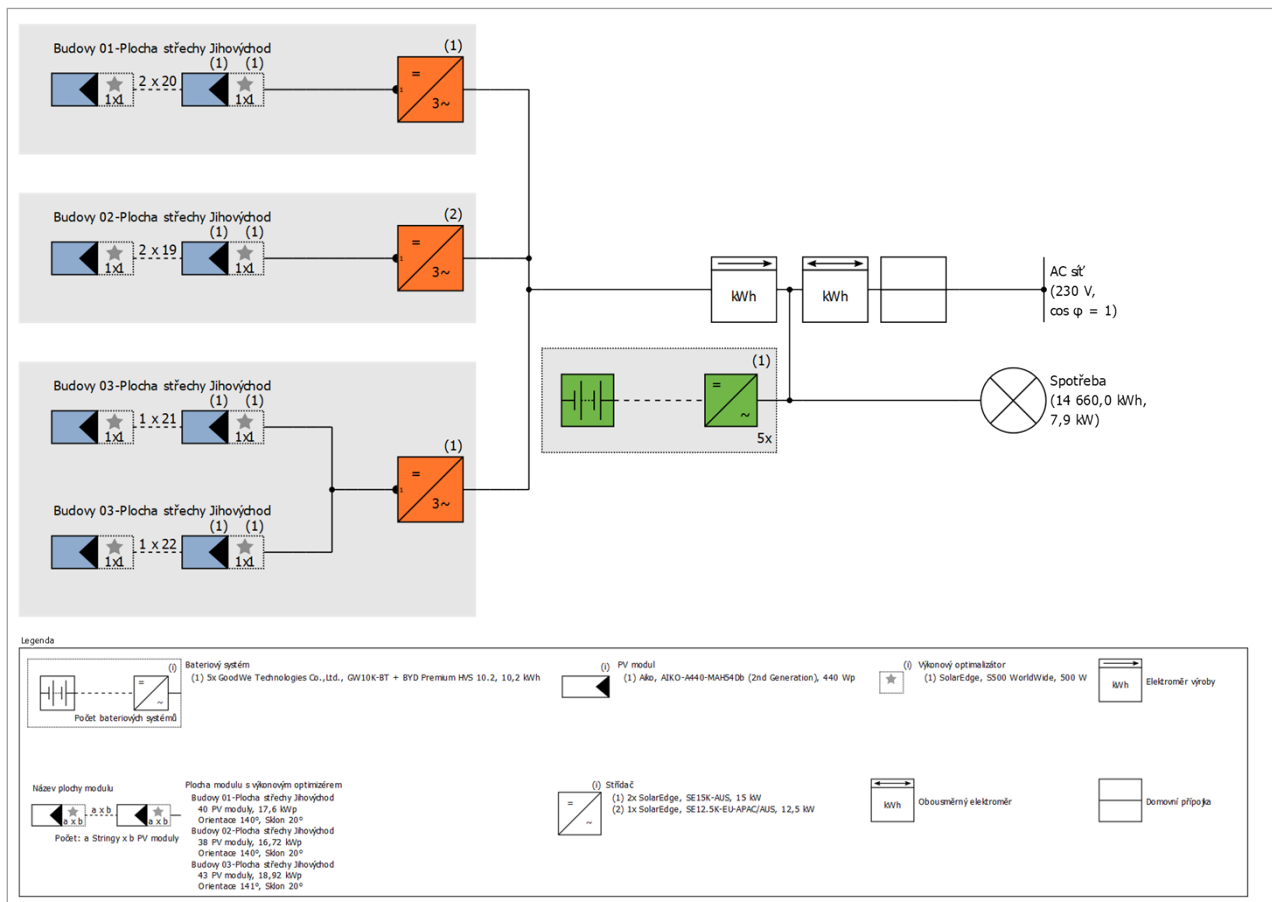 Budovy 01-Plocha střechy Jihovýchod
(1) (1)
(1)
2 x 20
1x1
1x1
=
1
3~
Budovy 02-Plocha střechy Jihovýchod
(1) (1)
(2)
2 x 19
1x1
1x1
=
1
3~
kWh
kWh
AC síť
(230 V,
cos φ = 1)
Budovy 03-Plocha střechy Jihovýchod
(1) (1)
1 x 21
1x1
1x1
(1)
=
~
5x
Spotřeba
(14 660,0 kWh,
7,9 kW)
(1)
=
1
3~
Budovy 03-Plocha střechy Jihovýchod
(1) (1)
1 x 22
1x1
1x1
Legenda
(i)
Bateriový systém
(1) 5x GoodWe Technologies Co.,Ltd., GW10K-BT + BYD Premium HVS 10.2, 10,2 kWh
=
~
Počet bateriových systémů
(i) PV modul
(1) Aiko, AIKO-A440-MAH54Db (2nd Generation), 440 Wp
(i) Výkonový optimalizátor
(1) SolarEdge, S500 WorldWide, 500 W
kWh
Elektroměr výroby
Název plochy modulu
a x b
a x b
a x b
Počet: a Stringy x b PV moduly
Plocha modulu s výkonovým optimizérem
Budovy 01-Plocha střechy Jihovýchod
40 PV moduly, 17,6 kWp
Orientace 140°, Sklon 20°
Budovy 02-Plocha střechy Jihovýchod
38 PV moduly, 16,72 kWp
Orientace 140°, Sklon 20°
Budovy 03-Plocha střechy Jihovýchod
43 PV moduly, 18,92 kWp
Orientace 141°, Sklon 20°
(i) Střídač
=
~
(1) 2x SolarEdge, SE15K-AUS, 15 kW
(2) 1x SolarEdge, SE12.5K-EU-APAC/AUS, 12,5 kW
kWh
Obousměrný elektroměr
Domovní přípojka